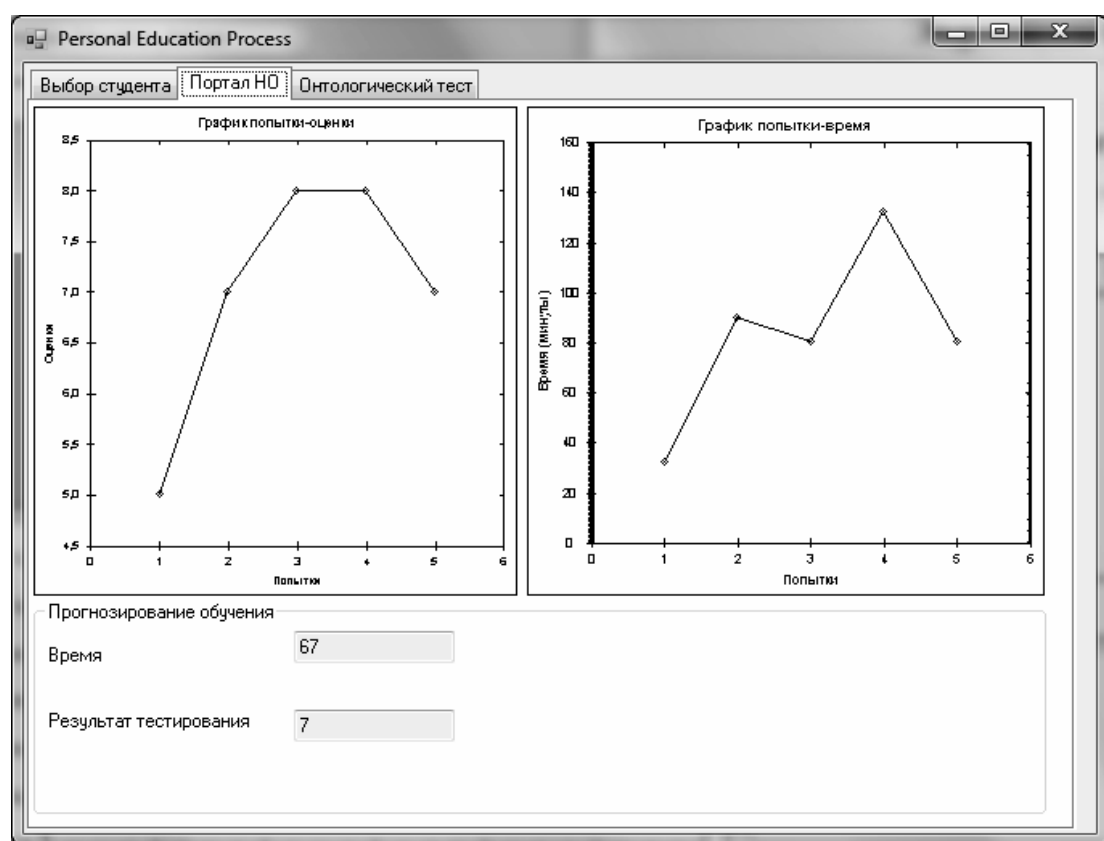 Personal Education Process
Выбор студента Портал НО Онтологический тест
График попытки-оценки
8,5
8,0
7,5
7,0
6,5
6,0
5,5
5,0
4,5
Оценки
0 1 2 3 4 5 6
Попытки
График попытки-время
160
140
120
100
80
60
40
20
0
Время (минуты)
0 1 2 3 4 5 6
Попытки
Прогнозирование обучения
Время 67
Результат тестирования 7